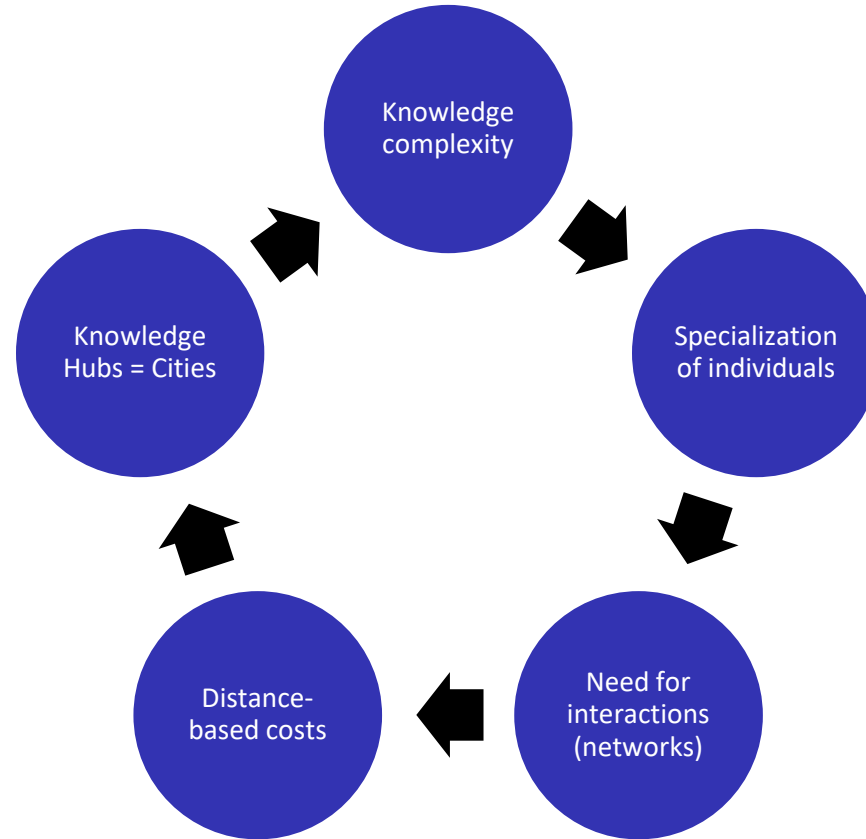 Knowledge
complexity
Specialization
of individuals
Need for
interactions
(networks)
Distance-
based costs
Knowledge
Hubs = Cities